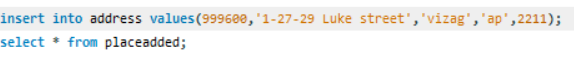 insert into address values(999600,'1-27-29 Luke street','vizag','ap',2211);
select * from placeadded;